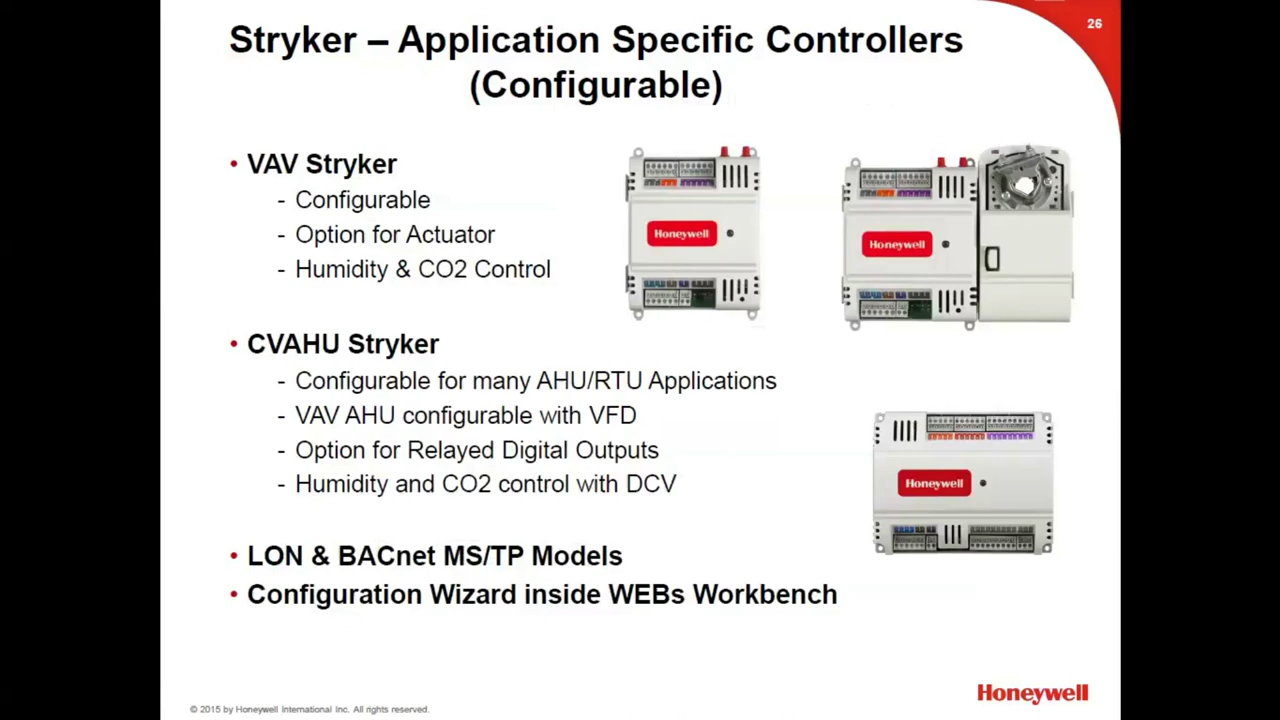 26
Stryker – Application Specific Controllers
(Configurable)
• VAV Stryker
- Configurable
- Option for Actuator
- Humidity & CO2 Control
Honeywell
Honeywell
• CVAHU Stryker
- Configurable for many AHU/RTU Applications
- VAV AHU configurable with VFD
- Option for Relayed Digital Outputs
- Humidity and CO2 control with DCV
Honeywell
• LON & BACnet MS/TP Models
• Configuration Wizard inside WEBs Workbench
© 2015 by Honeywell International Inc. All rights reserved.
Honeywell